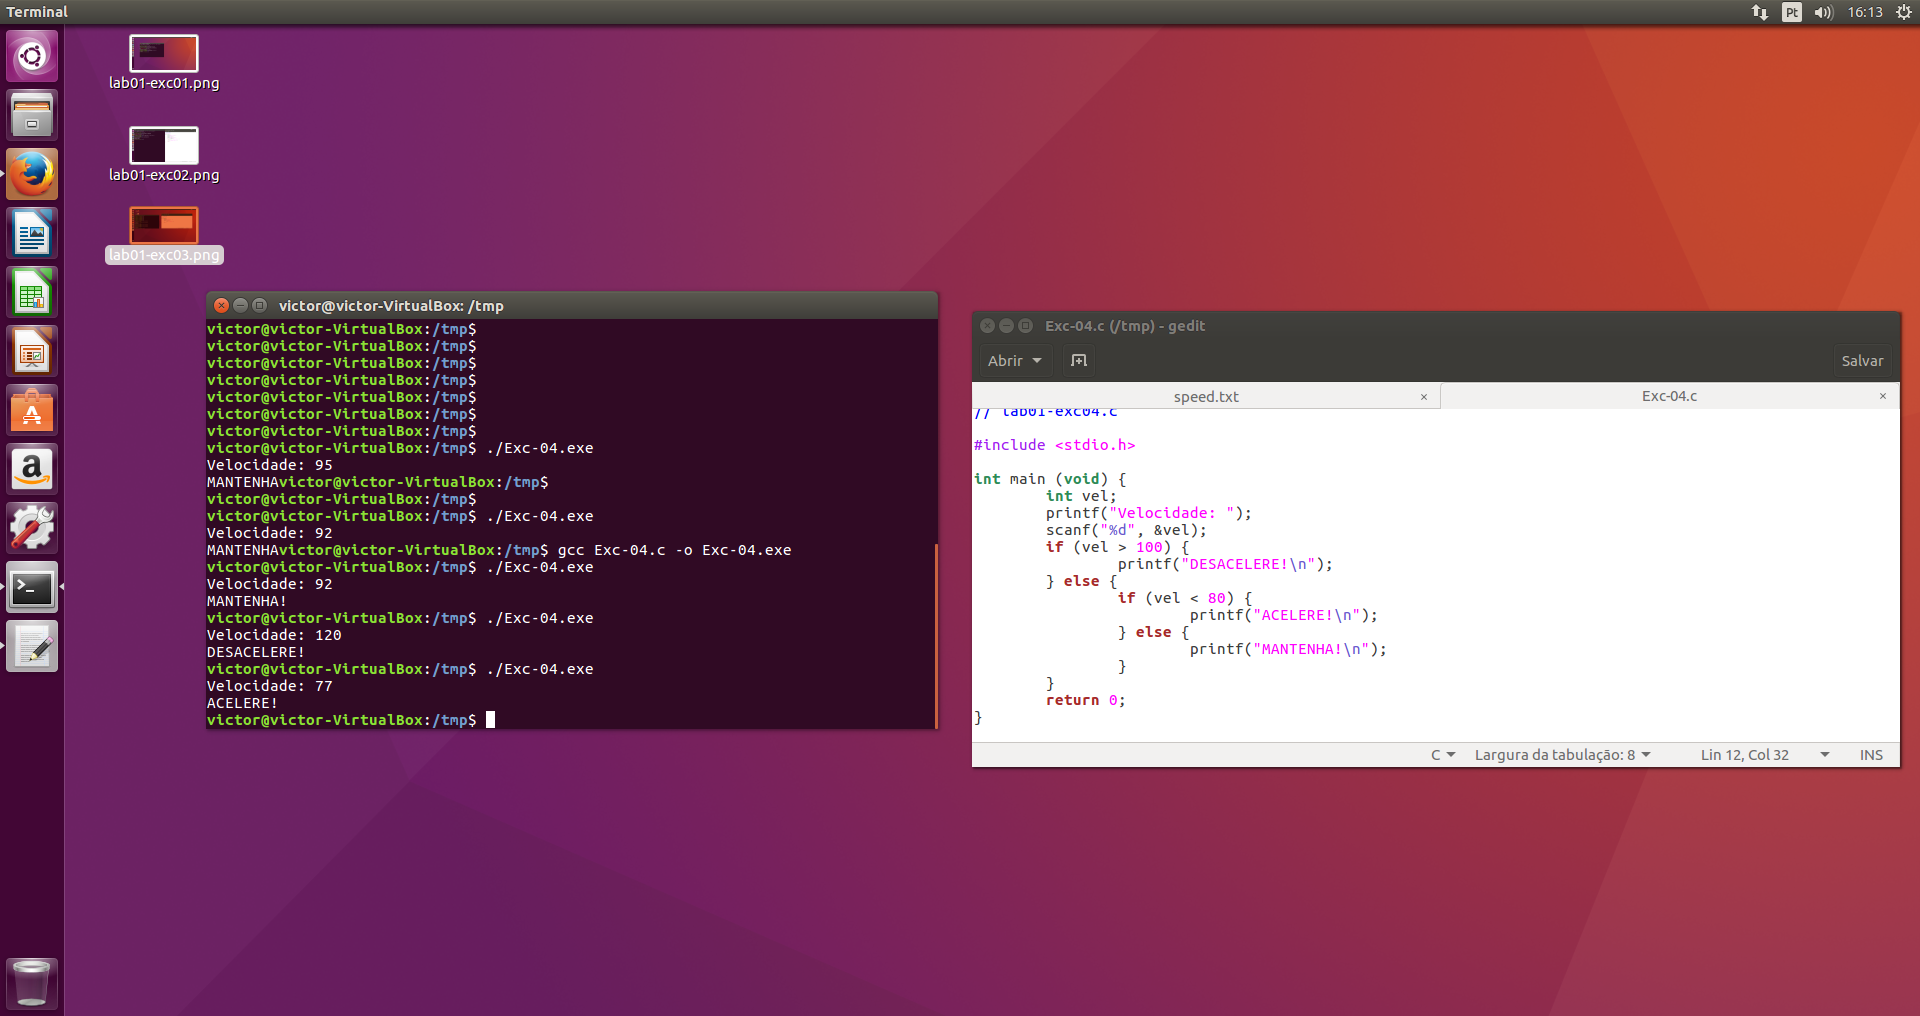 Terminal
Pt
16:13
lab01-exc01.png
lab01-exc02.png
lab01-exc03.png
victor@victor-VirtualBox: /tmp
victor@victor-VirtualBox:/tmp$
victor@victor-VirtualBox:/tmp$
victor@victor-VirtualBox:/tmp$
victor@victor-VirtualBox:/tmp$
victor@victor-VirtualBox:/tmp$
victor@victor-VirtualBox:/tmp$
victor@victor-VirtualBox:/tmp$
victor@victor-VirtualBox:/tmp$ ./Exc-04.exe
Velocidade: 95
MANTENHAvictor@victor-VirtualBox:/tmp$
victor@victor-VirtualBox:/tmp$
victor@victor-VirtualBox:/tmp$ ./Exc-04.exe
Velocidade: 92
MANTENHAvictor@victor-VirtualBox:/tmp$ gcc Exc-04.c -o Exc-04.exe
victor@victor-VirtualBox:/tmp$ ./Exc-04.exe
Velocidade: 92
MANTENHA!
victor@victor-VirtualBox:/tmp$ ./Exc-04.exe
Velocidade: 120
DESACELERE!
victor@victor-VirtualBox:/tmp$ ./Exc-04.exe
Velocidade: 77
ACELERE!
victor@victor-VirtualBox:/tmp$
Exc-04.c (/tmp) - gedit
Abrir
Salvar
speed.txt
Exc-04.c
// lab01-exc04.c
#include <stdio.h>
int main (void) {
int vel;
printf("Velocidade: ");
scanf("%d", &vel);
if (vel > 100) {
printf("DESACELERE!\n");
} else {
if (vel < 80) {
printf("ACELERE!\n");
} else {
printf("MANTENHA!\n");
}
}
return 0;
}
C
Largura da tabulação: 8
Lin 12, Col 32
INS